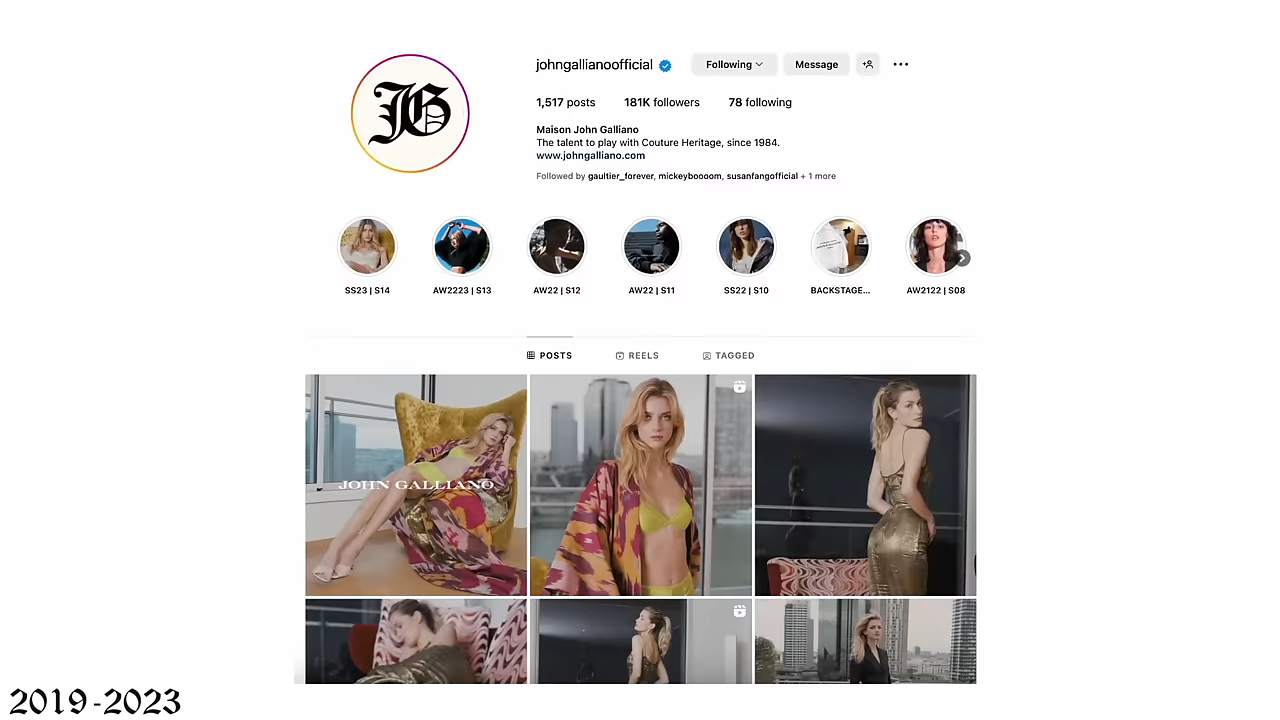 JG
johngallianoofficial
Following
Message
1,517 posts
181K followers
78 following
Maison John Galliano
The talent to play with Couture Heritage, since 1984.
www.johngalliano.com
Followed by gaultier_forever, mickeyboooom, susanfangofficial + 1 more
SS23 | S14
AW2223 | S13
AW22 | S12
AW22 | S11
SS22 | S10
BACKSTAGE...
AW2122 | S08
POSTS
REELS
TAGGED
JOHN GALLIANO
2019-2023